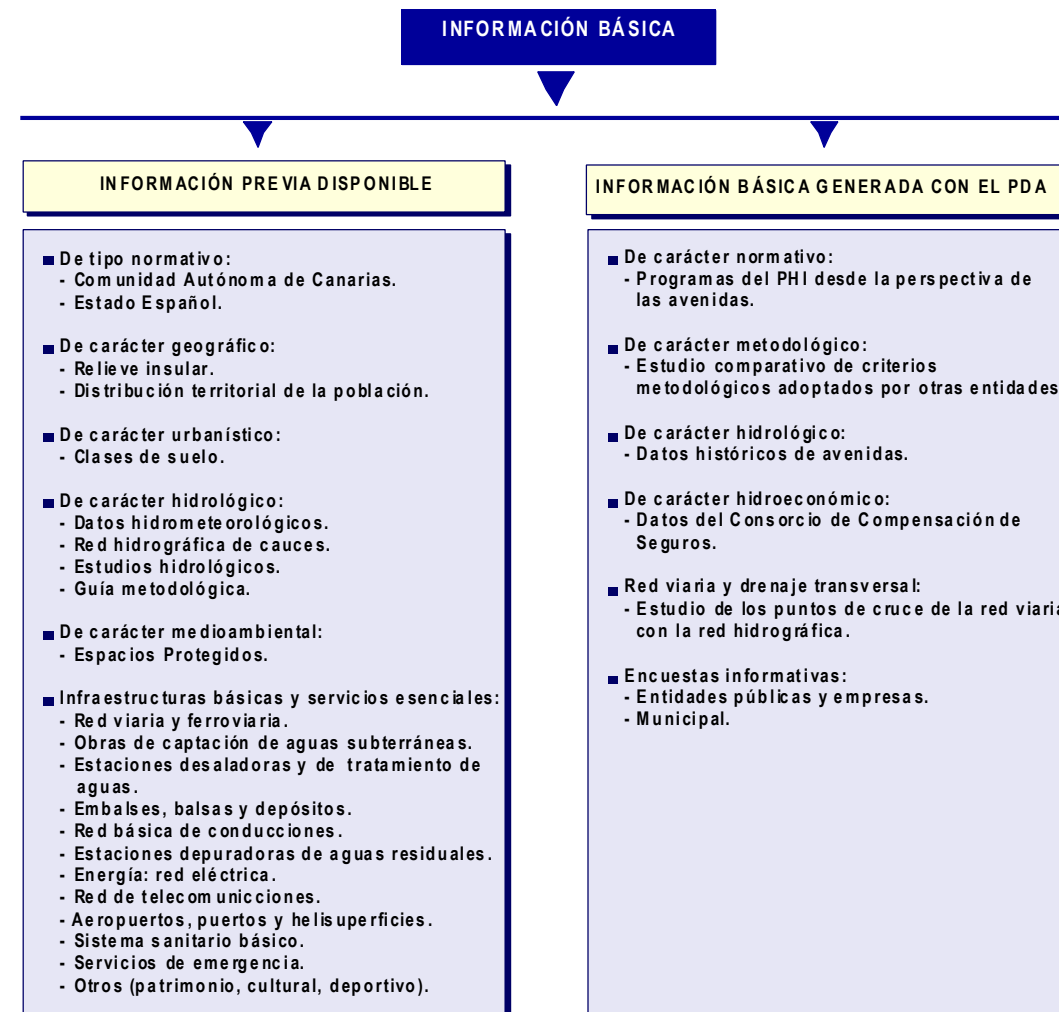 INFORMACIÓN BÁSICA
INFORMACIÓN PREVIA DISPONIBLE
De tipo normativo:
- Comunidad Autónoma de Canarias.
- Estado Español.
De carácter geográfico:
- Relieve insular.
- Distribución territorial de la población.
De carácter urbanístico:
- Clases de suelo.
De carácter hidrológico:
- Datos hidrometeorológicos.
- Red hidrográfica de cauces.
- Estudios hidrológicos.
- Guía metodológica.
De carácter medioambiental:
- Espacios Protegidos.
Infraestructuras básicas y servicios esenciales:
- Red viaria y ferroviaria.
- Obras de captación de aguas subterráneas.
- Estaciones desaladoras y de tratamiento de
aguas.
- Embalses, balsas y depósitos.
- Red básica de conducciones.
- Estaciones depuradoras de aguas residuales.
- Energía: red eléctrica.
- Red de telecomunicciones.
- Aeropuertos, puertos y helisuperficies.
- Sistema sanitario básico.
- Servicios de emergencia.
- Otros (patrimonio, cultural, deportivo).
INFORMACIÓN BÁSICA GENERADA CON EL PDA
De carácter normativo:
- Programas del PHI desde la perspectiva de
las avenidas.
De carácter metodológico:
- Estudio comparativo de criterios
metodológicos adoptados por otras entidades
De carácter hidrológico:
- Datos históricos de avenidas.
De carácter hidroeconómico:
- Datos del Consorcio de Compensación de
Seguros.
Red viaria y drenaje transversal:
- Estudio de los puntos de cruce de la red viaria
con la red hidrográfica.
Encuestas informativas:
- Entidades públicas y empresas.
- Municipal.